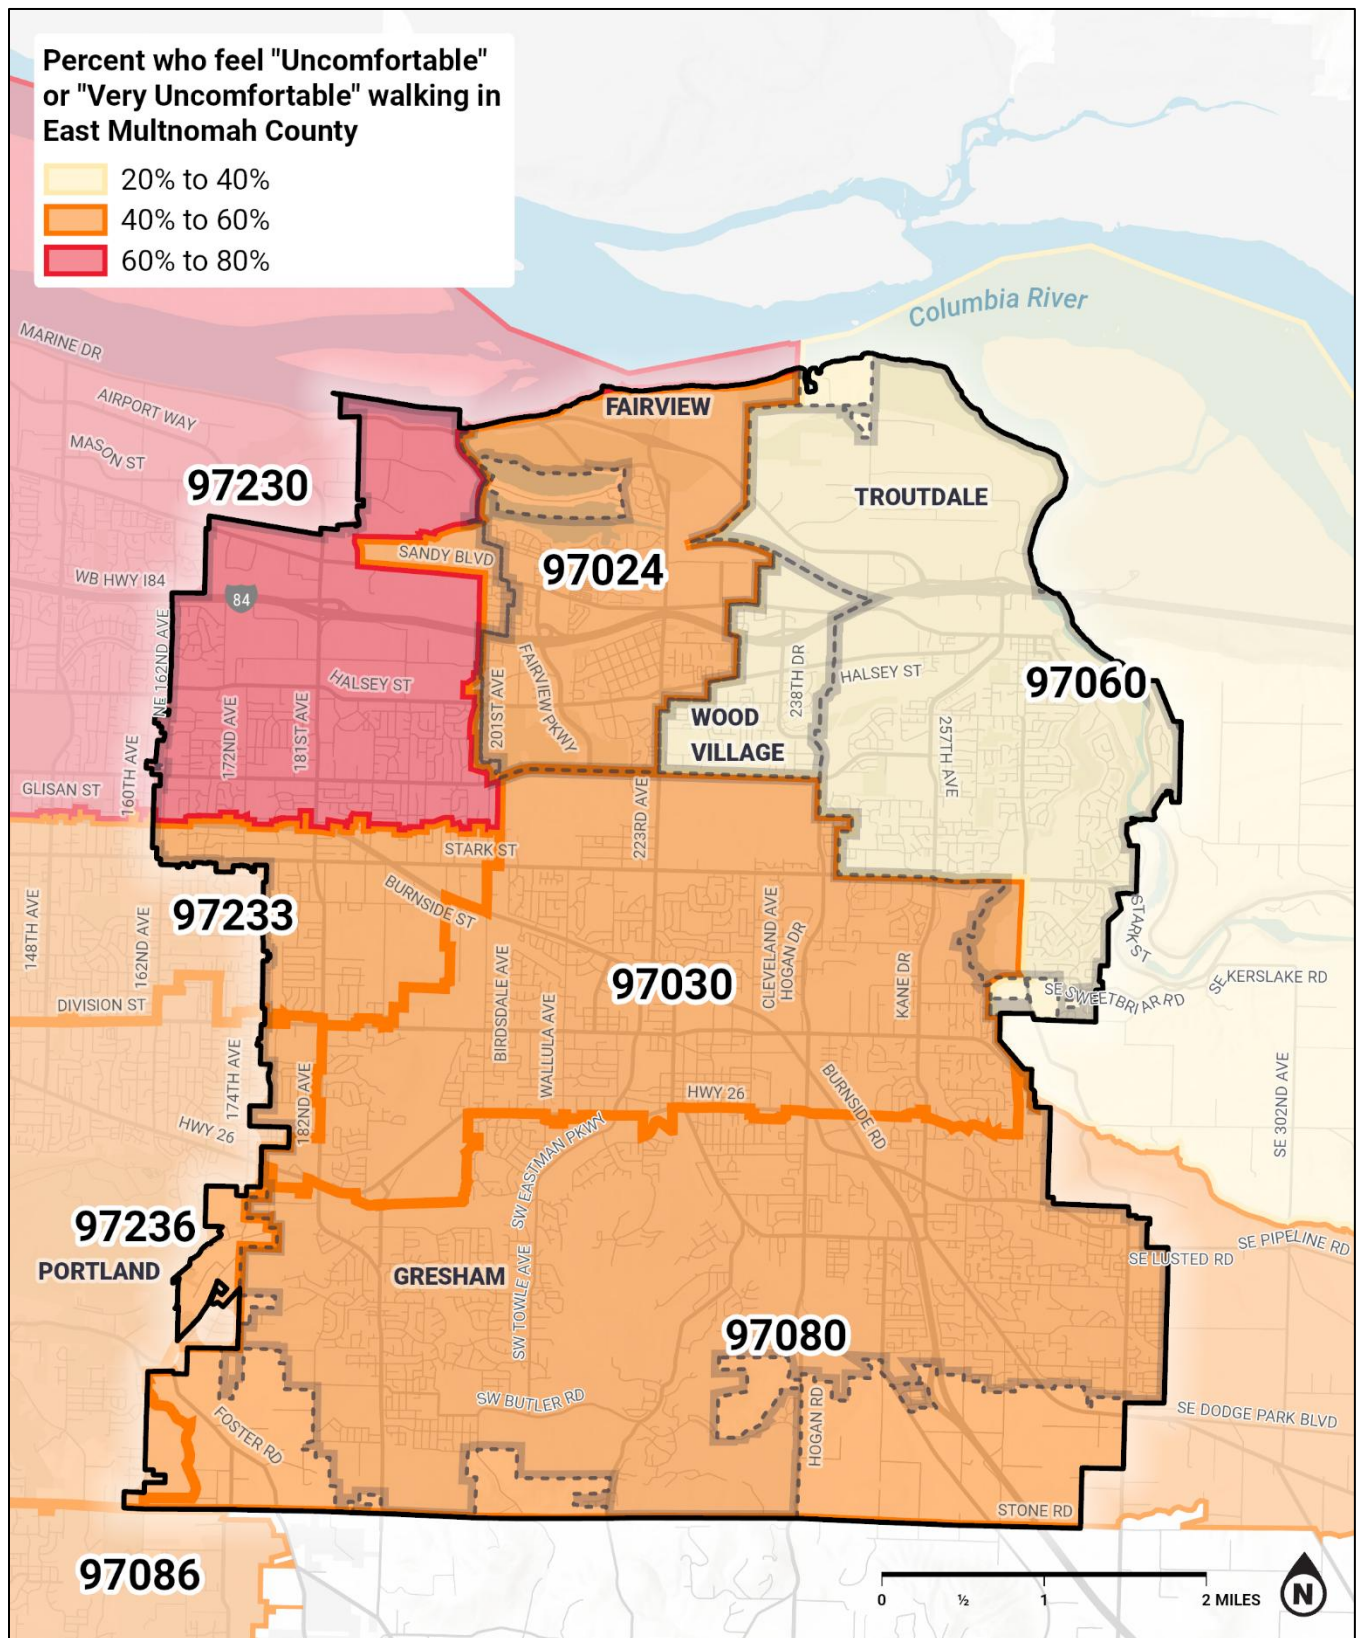 Percent who feel "Uncomfortable"
or "Very Uncomfortable" walking in
East Multnomah County
20% to 40%
40% to 60%
60% to 80%
Columbia River
MARINE DR
AIRPORT WAY
MASON ST
FAIRVIEW
97230
TROUTDALE
SANDY BLVD
97024
WB HWY I84
84
NE 162ND AVE
HALSEY ST
FAIRVIEW PKWY
201ST AVE
238TH DR
HALSEY ST
97060
WOOD
VILLAGE
172ND AVE
181ST AVE
257TH AVE
160TH AVE
GLISAN ST
223RD AVE
STARK ST
BURNSIDE ST
97233
148TH AVE
162ND AVE
CLEVELAND AVE
HOGAN DR
STARK ST
97030
KANE DR
SE KERSLAKE RD
SE SWEETBRIAR RD
DIVISION ST
BIRDSDALE AVE
WALLULA AVE
174TH AVE
182ND AVE
HWY 26
BURNSIDE RD
SE 302ND AVE
HWY 26
SW EASTMAN PKWY
97236
PORTLAND
GRESHAM
SW TOWLE AVE
SE PIPELINE RD
SE LUSTED RD
97080
SW BUTLER RD
HOGAN RD
SE DODGE PARK BLVD
FOSTER RD
STONE RD
97086
0 ½ 1 2 MILES
N